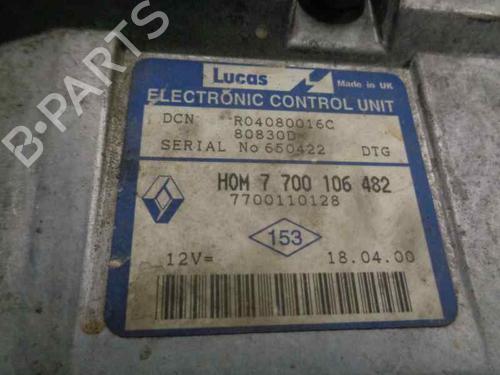 Lucas
Made in UK
ELECTRONIC CONTROL UNIT
DCN R04080016C
80830D
SERIAL No 650422 DTG
HOM 7 700 106 482
7700110128
153
12V= 18.04.00
B-PARTS